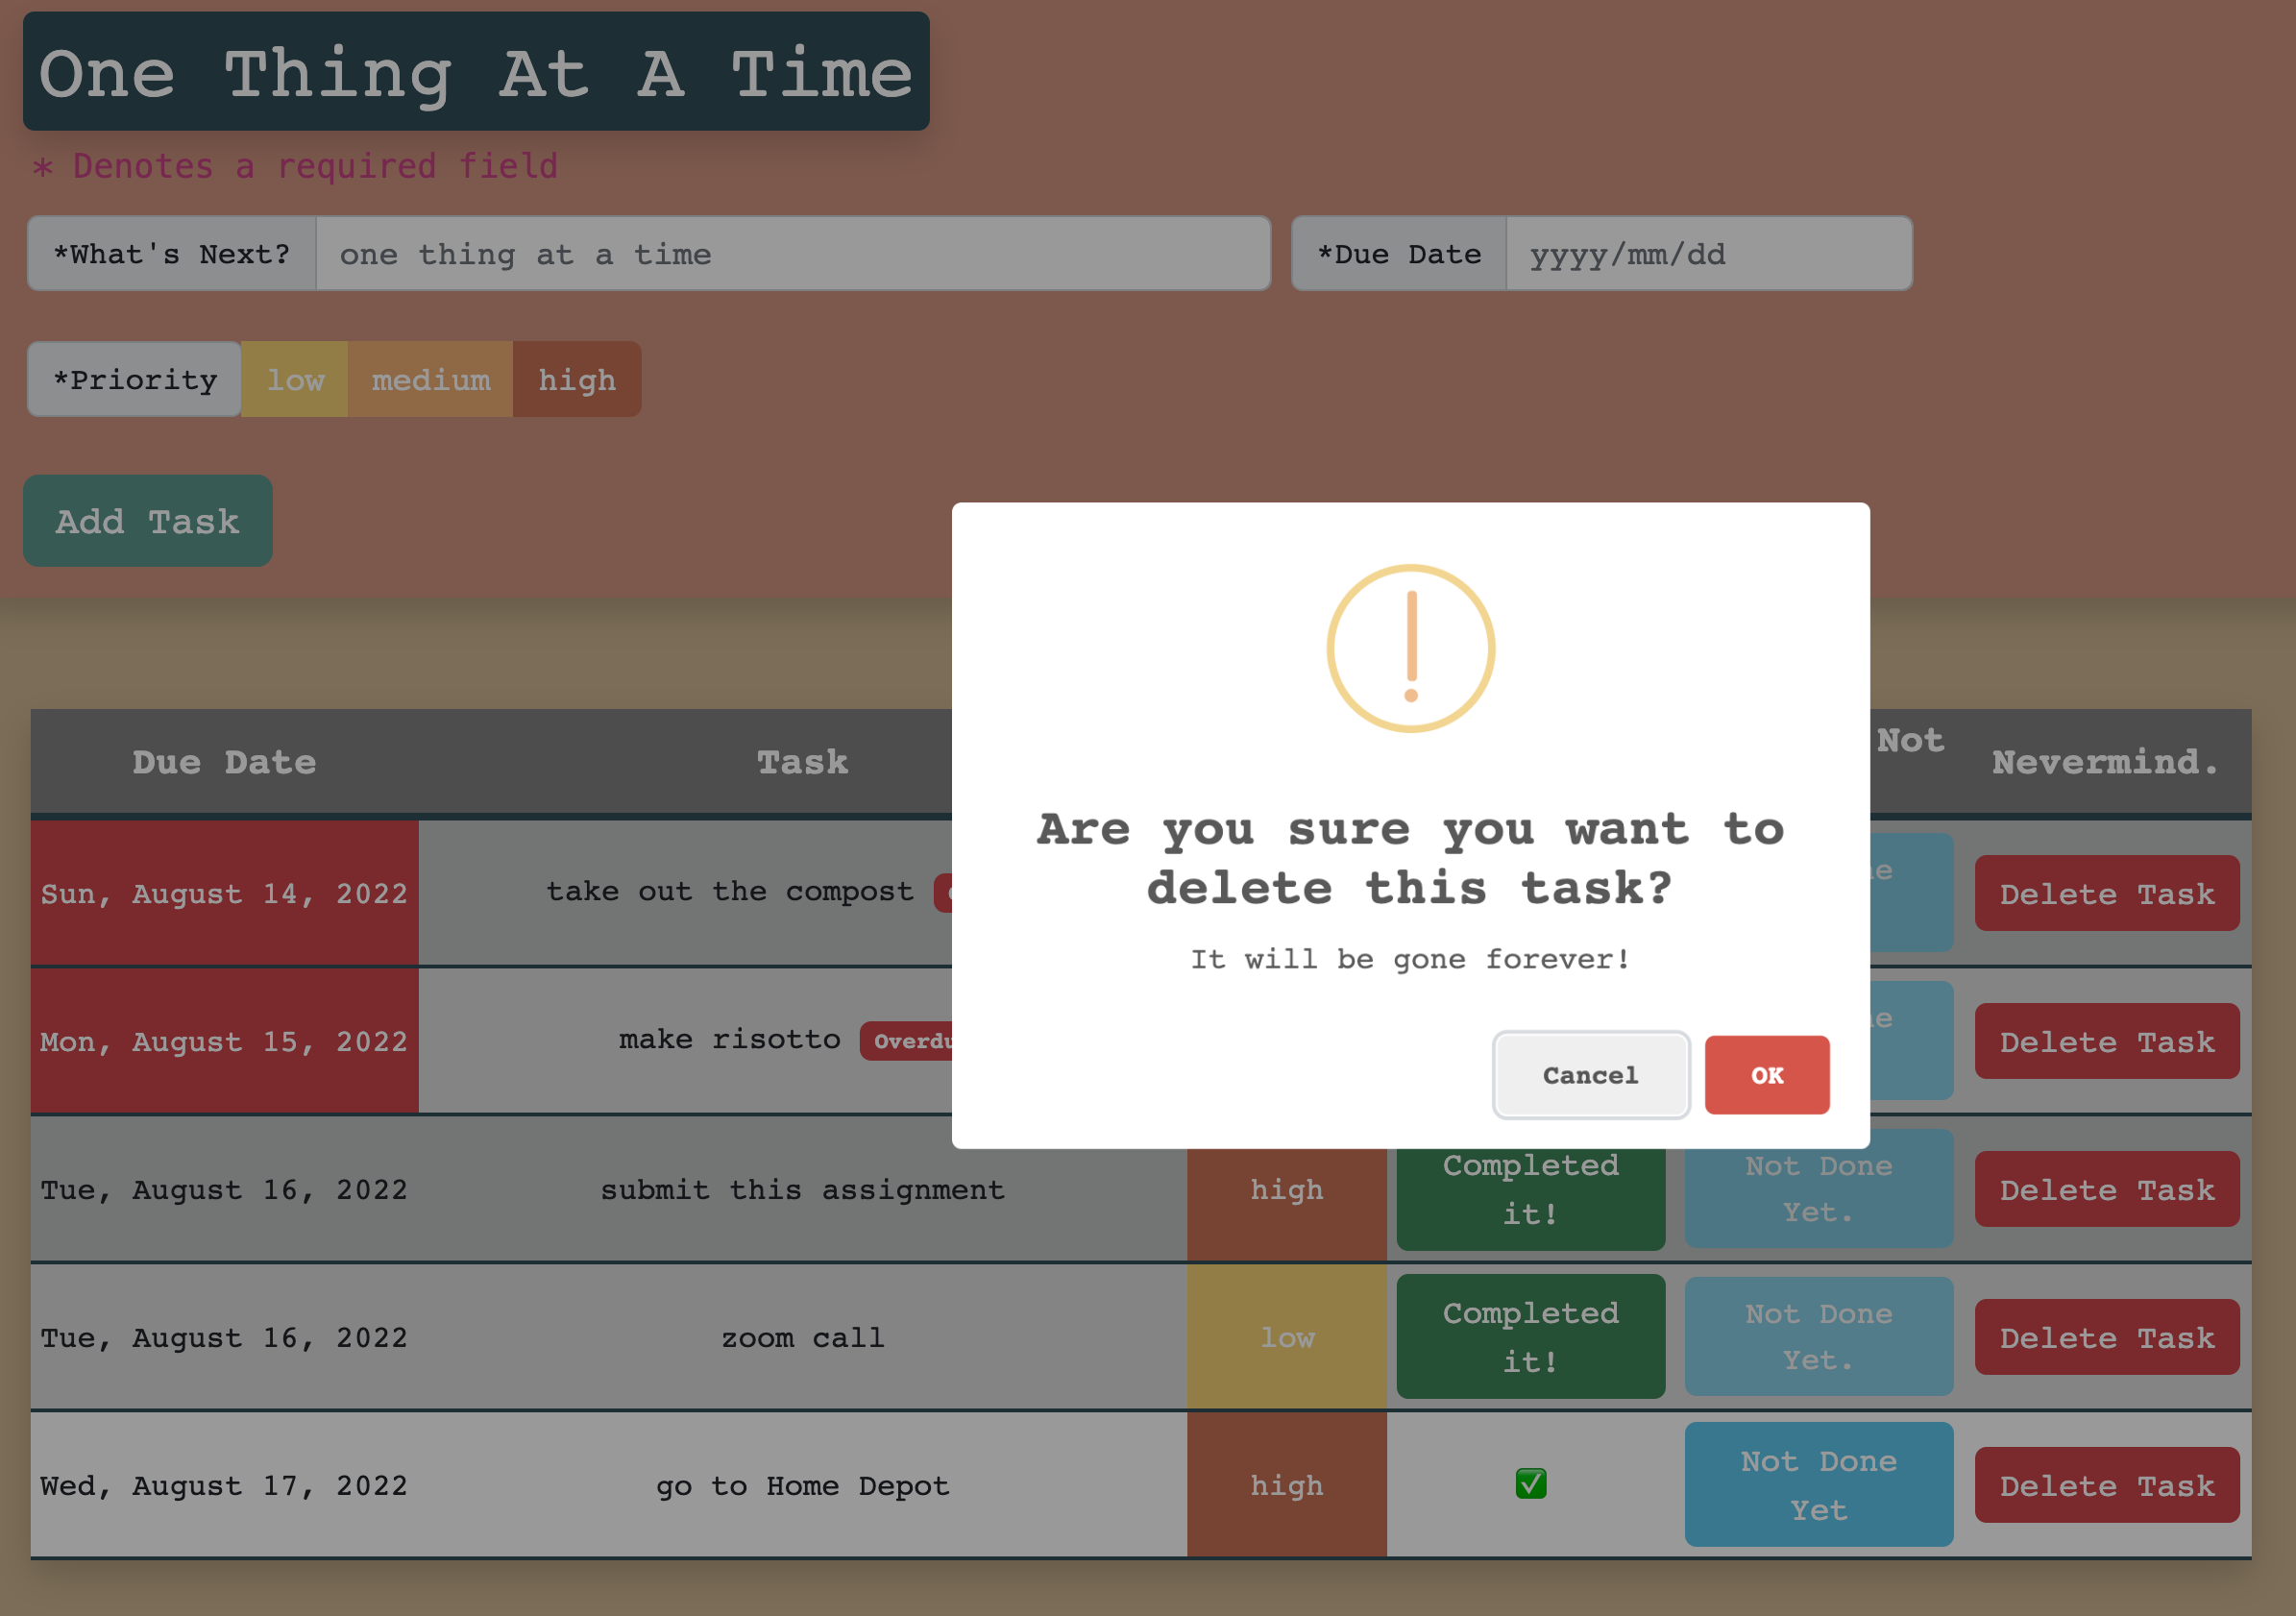 One Thing At A Time
* Denotes a required field
*What's Next? one thing at a time *Due Date yyyy/mm/dd
*Priority low medium high
Add Task
Are you sure you want to
delete this task?
It will be gone forever!
Cancel OK
Due Date Task Not Nevermind.
Sun, August 14, 2022 take out the compost Delete Task
Mon, August 15, 2022 make risotto Delete Task
Tue, August 16, 2022 submit this assignment high Completed it! Not Done Yet. Delete Task
Tue, August 16, 2022 zoom call low Completed it! Not Done Yet. Delete Task
Wed, August 17, 2022 go to Home Depot high ✅ Not Done Yet Delete Task